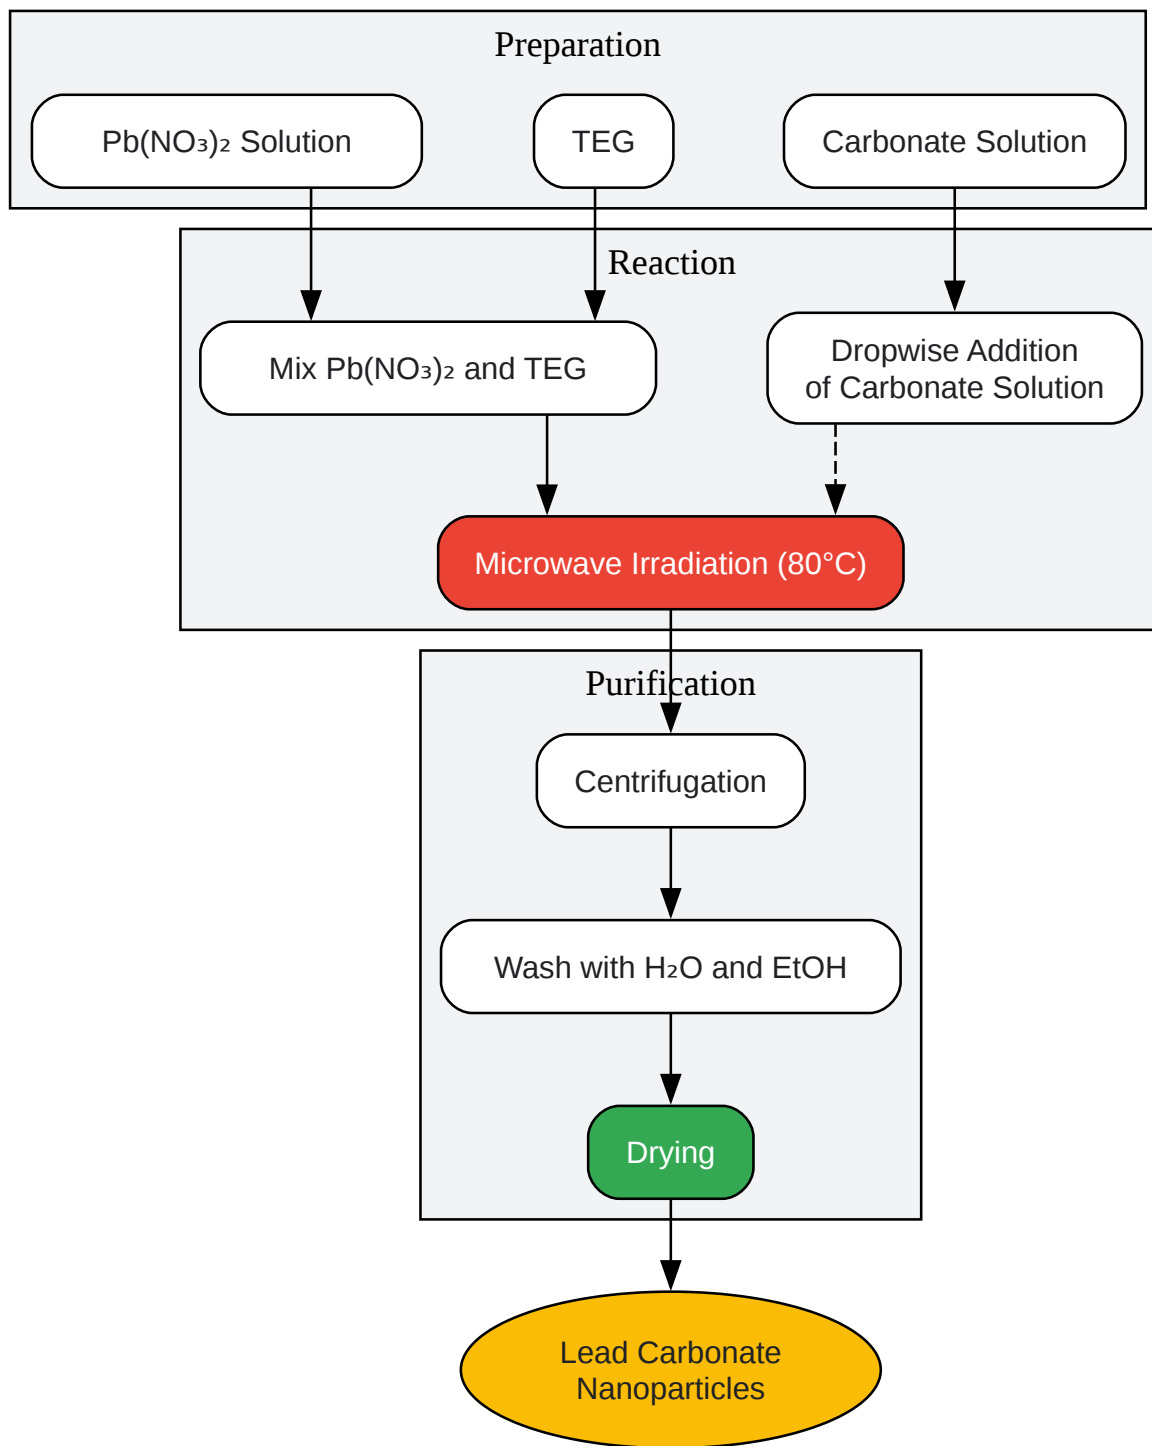 Preparation
Pb(NO₃)₂ Solution
TEG
Carbonate Solution
Reaction
Mix Pb(NO₃)₂ and TEG
Dropwise Addition
of Carbonate Solution
Microwave Irradiation (80°C)
Purification
Centrifugation
Wash with H₂O and EtOH
Drying
Lead Carbonate
Nanoparticles